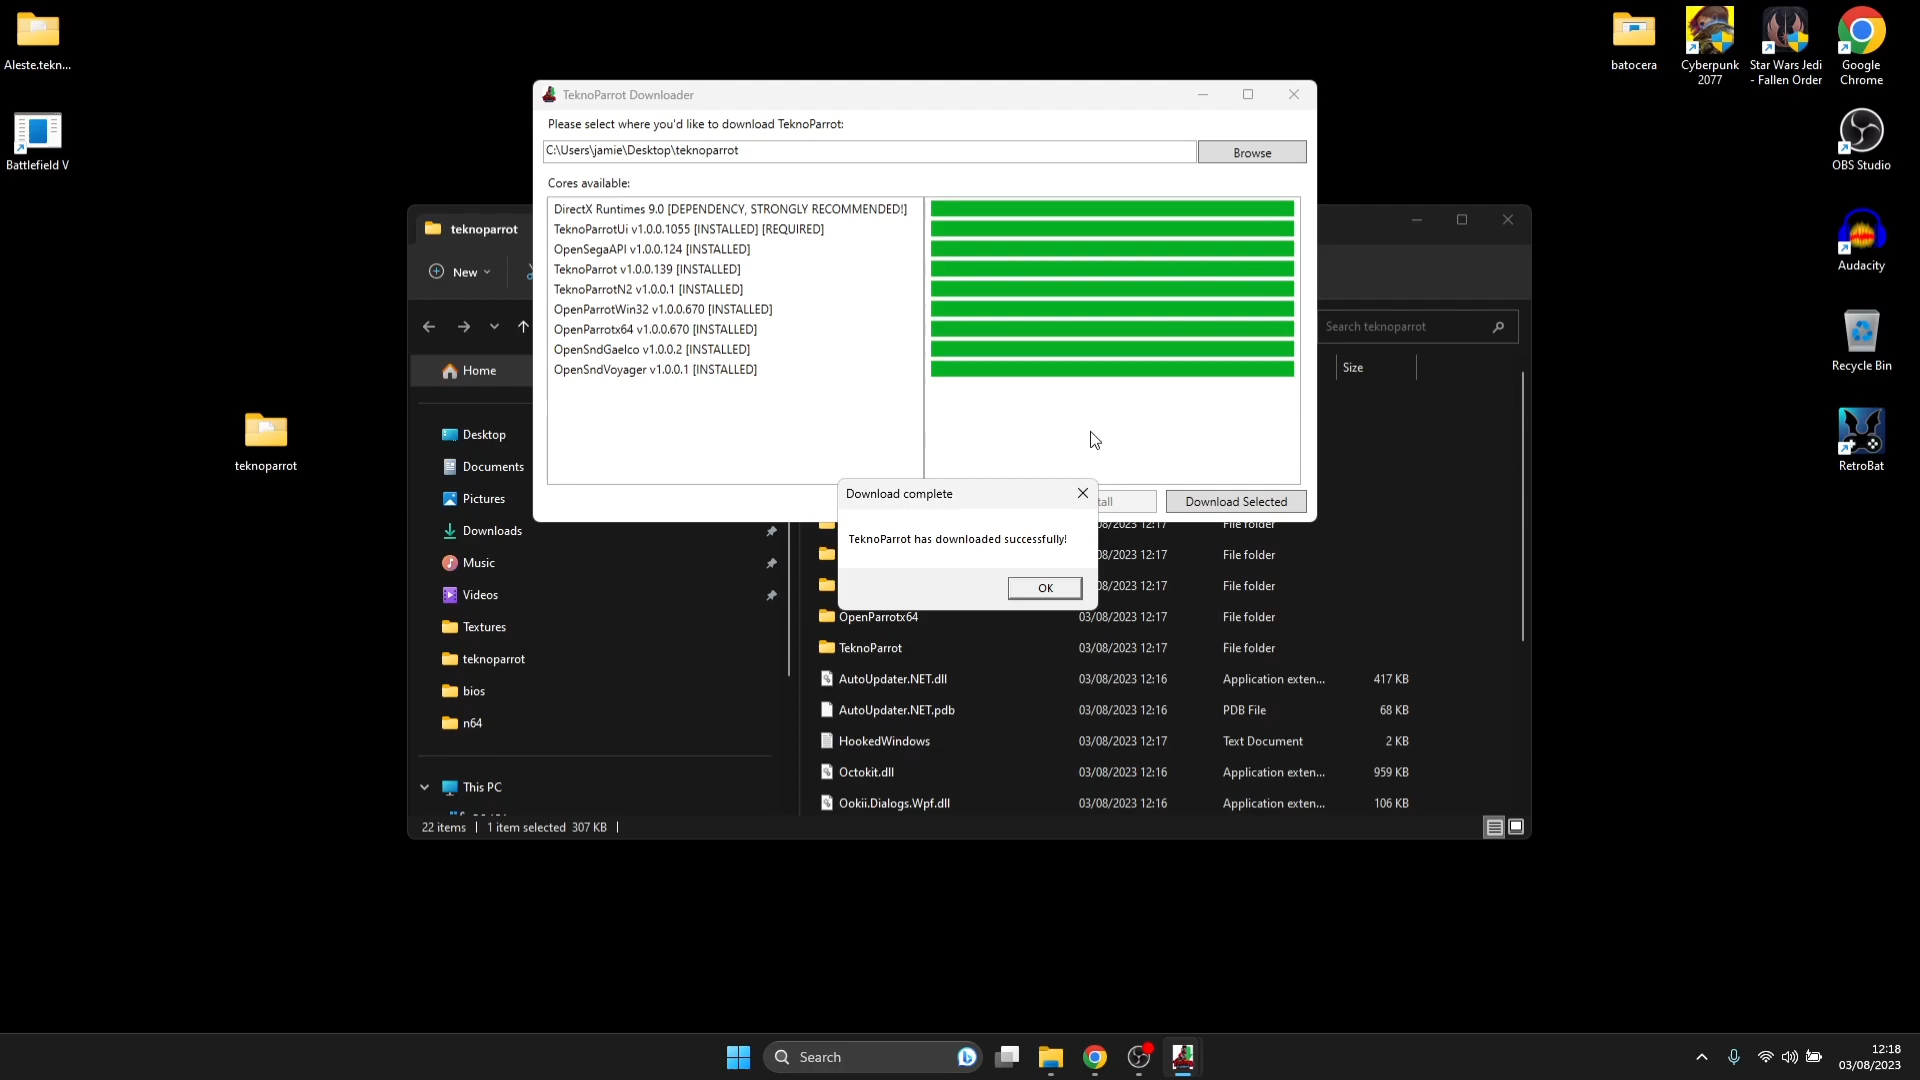 Aleste.tekn...
Battlefield V
teknoparrot
batocera
Cyberpunk
2077
Star Wars Jedi
- Fallen Order
Google
Chrome
OBS Studio
Audacity
Recycle Bin
RetroBat
TeknoParrot Downloader
Please select where you'd like to download TeknoParrot:
C:\Users\jamie\Desktop\teknoparrot
Browse
Cores available:
DirectX Runtimes 9.0 [DEPENDENCY, STRONGLY RECOMMENDED!]
TeknoParrotUi v1.0.0.1055 [INSTALLED] [REQUIRED]
OpenSegaAPI v1.0.0.124 [INSTALLED]
TeknoParrot v1.0.0.139 [INSTALLED]
TeknoParrotN2 v1.0.0.1 [INSTALLED]
OpenParrotWin32 v1.0.0.670 [INSTALLED]
OpenParrotx64 v1.0.0.670 [INSTALLED]
OpenSndGaelco v1.0.0.2 [INSTALLED]
OpenSndVoyager v1.0.0.1 [INSTALLED]
Download Selected
Download complete
TeknoParrot has downloaded successfully!
OK
teknoparrot
New
Search teknoparrot
Home
Size
Desktop
Documents
Pictures
Downloads
Music
Videos
Textures
teknoparrot
bios
n64
This PC
File folder
03/08/2023 12:17 File folder
03/08/2023 12:17 File folder
OpenParrotx64 03/08/2023 12:17 File folder
TeknoParrot 03/08/2023 12:17 File folder
AutoUpdater.NET.dll 03/08/2023 12:16 Application exten... 417 KB
AutoUpdater.NET.pdb 03/08/2023 12:16 PDB File 68 KB
HookedWindows 03/08/2023 12:17 Text Document 2 KB
Octokit.dll 03/08/2023 12:16 Application exten... 959 KB
Ookii.Dialogs.Wpf.dll 03/08/2023 12:16 Application exten... 106 KB
22 items 1 item selected 307 KB
Search
12:18
03/08/2023